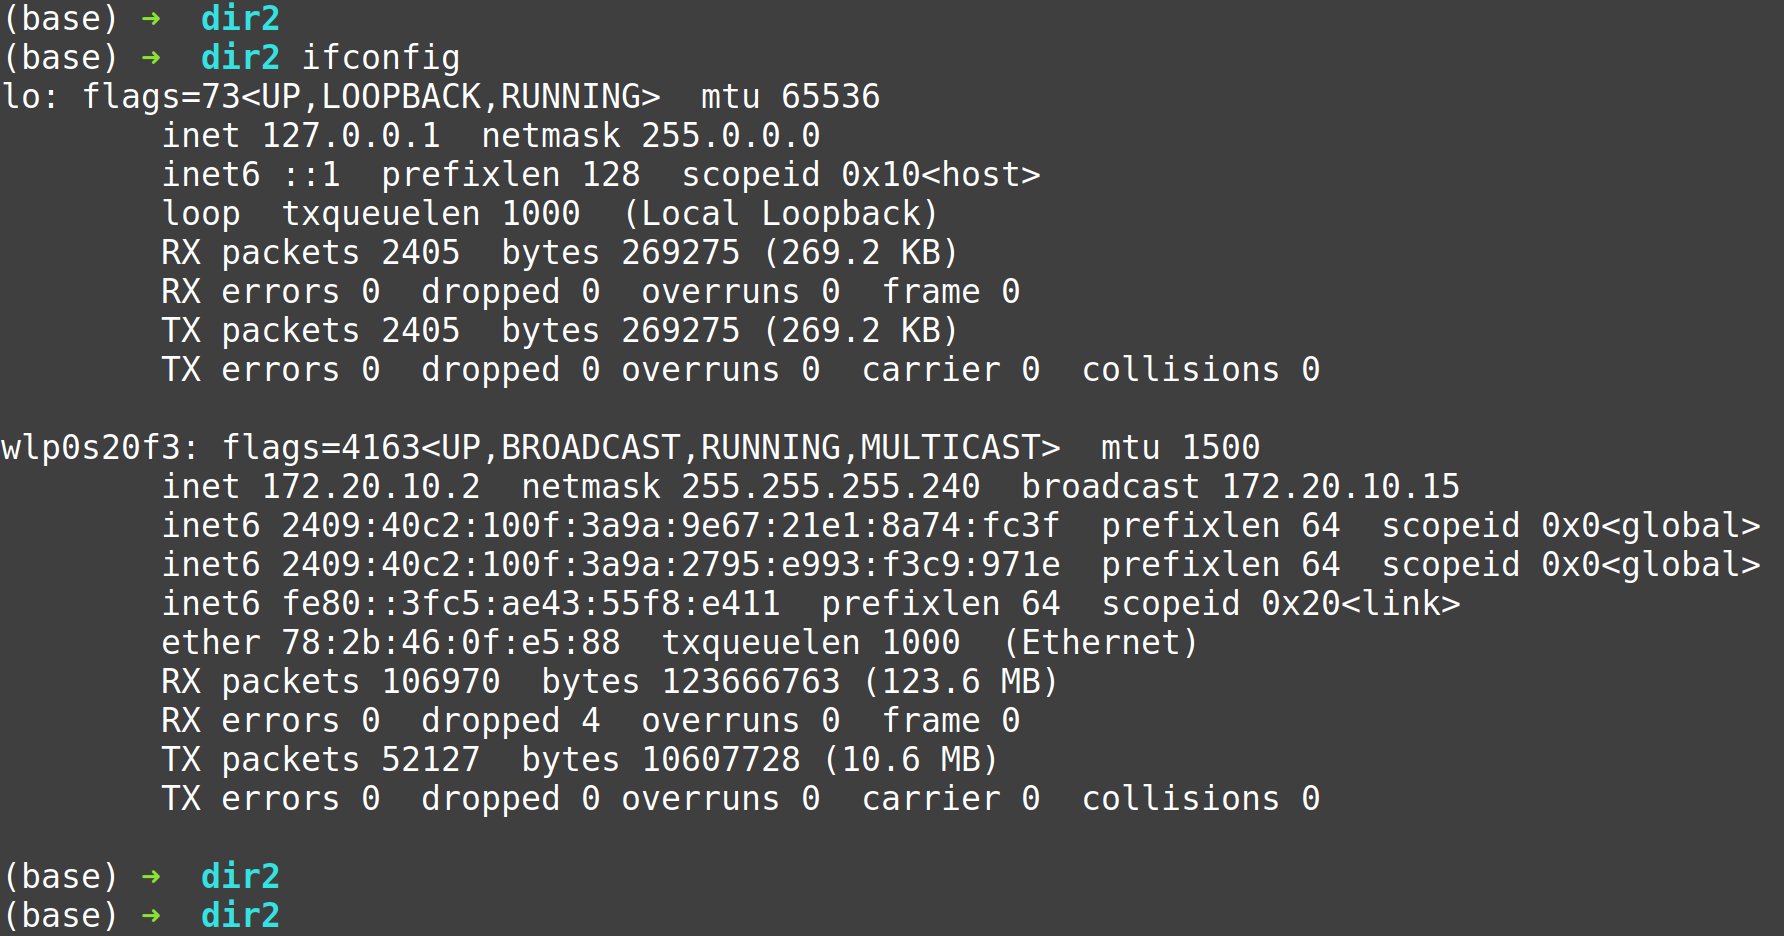 (base) ➜  dir2
(base) ➜  dir2 ifconfig
lo: flags=73<UP,LOOPBACK,RUNNING>  mtu 65536
        inet 127.0.0.1  netmask 255.0.0.0
        inet6 ::1  prefixlen 128  scopeid 0x10<host>
        loop  txqueuelen 1000  (Local Loopback)
        RX packets 2405  bytes 269275 (269.2 KB)
        RX errors 0  dropped 0  overruns 0  frame 0
        TX packets 2405  bytes 269275 (269.2 KB)
        TX errors 0  dropped 0 overruns 0  carrier 0  collisions 0

wlp0s20f3: flags=4163<UP,BROADCAST,RUNNING,MULTICAST>  mtu 1500
        inet 172.20.10.2  netmask 255.255.255.240  broadcast 172.20.10.15
        inet6 2409:40c2:100f:3a9a:9e67:21e1:8a74:fc3f  prefixlen 64  scopeid 0x0<global>
        inet6 2409:40c2:100f:3a9a:2795:e993:f3c9:971e  prefixlen 64  scopeid 0x0<global>
        inet6 fe80::3fc5:ae43:55f8:e411  prefixlen 64  scopeid 0x20<link>
        ether 78:2b:46:0f:e5:88  txqueuelen 1000  (Ethernet)
        RX packets 106970  bytes 123666763 (123.6 MB)
        RX errors 0  dropped 4  overruns 0  frame 0
        TX packets 52127  bytes 10607728 (10.6 MB)
        TX errors 0  dropped 0 overruns 0  carrier 0  collisions 0

(base) ➜  dir2
(base) ➜  dir2